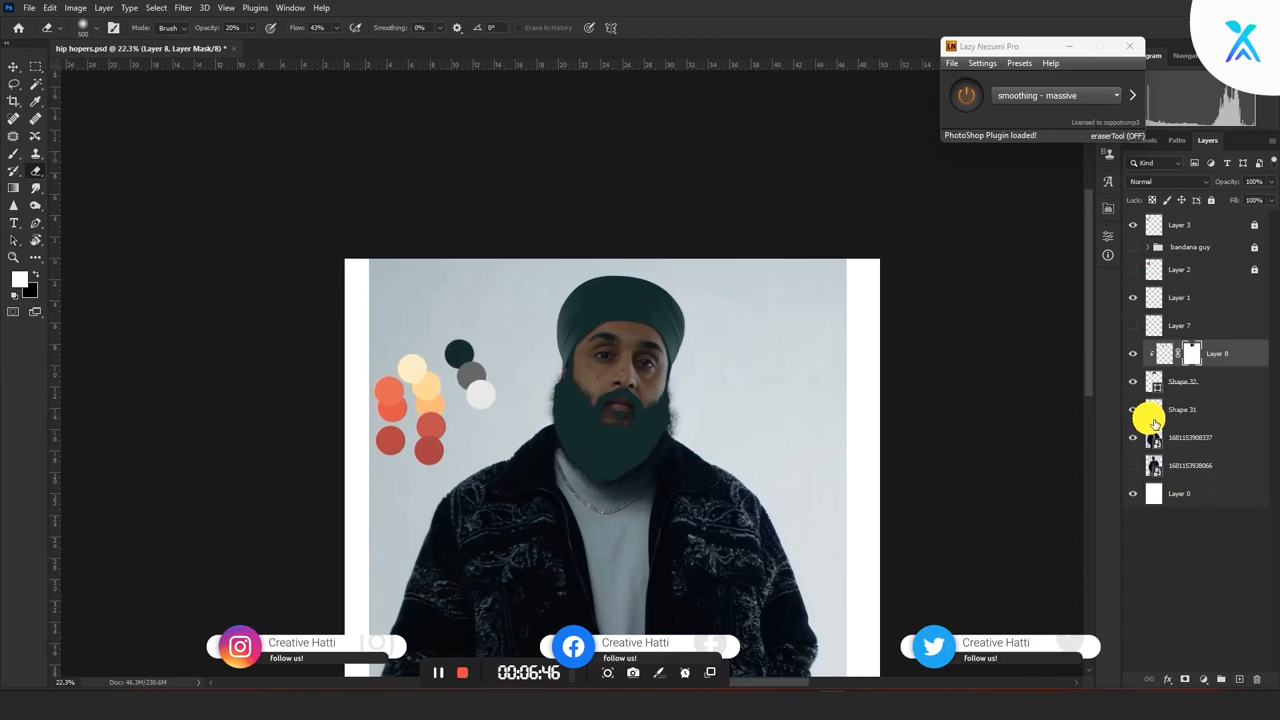 Ps File Edit Image Layer Type Select Filter 3D View Plugins Window Help
500 Mode: Brush Opacity: 20% Flow: 43% Smoothing: 0% 0° Erase to History
hip hopers.psd @ 22.3% (Layer 8, Layer Mask/8) *
LN Lazy Nezumi Pro
File Settings Presets Help
smoothing - massive
Licensed to zoppotrump3
PhotoShop Plugin loaded! eraserTool (OFF)
Paths Layers
Kind
Normal Opacity: 100%
Lock: Fill: 100%
Layer 3
bandana guy
Layer 2
Layer 1
Layer 7
Layer 8
Shape 32
Shape 31
1681153908337
1681153938066
Layer 0
Creative Hatti
follow us!
Creative Hatti
follow us!
Creative Hatti
follow us!
00:06:46
22.3% Doc: 46.3M/230.6M